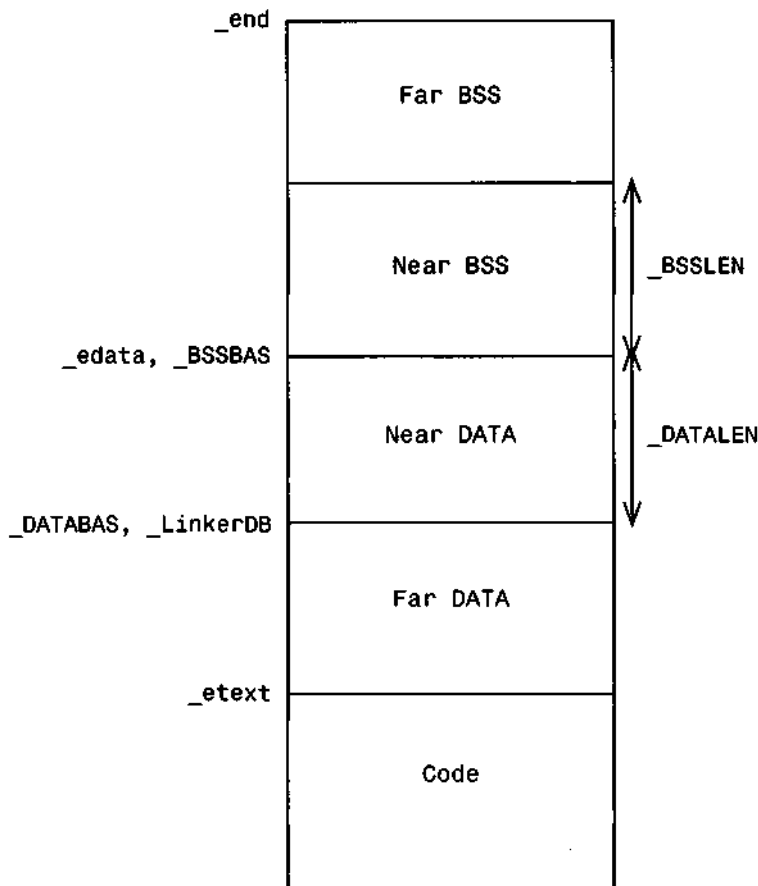 _end
Far BSS
Near BSS
_BSSLEN
_edata, _BSSBAS
Near DATA
_DATALEN
_DATABAS, _LinkerDB
Far DATA
_etext
Code